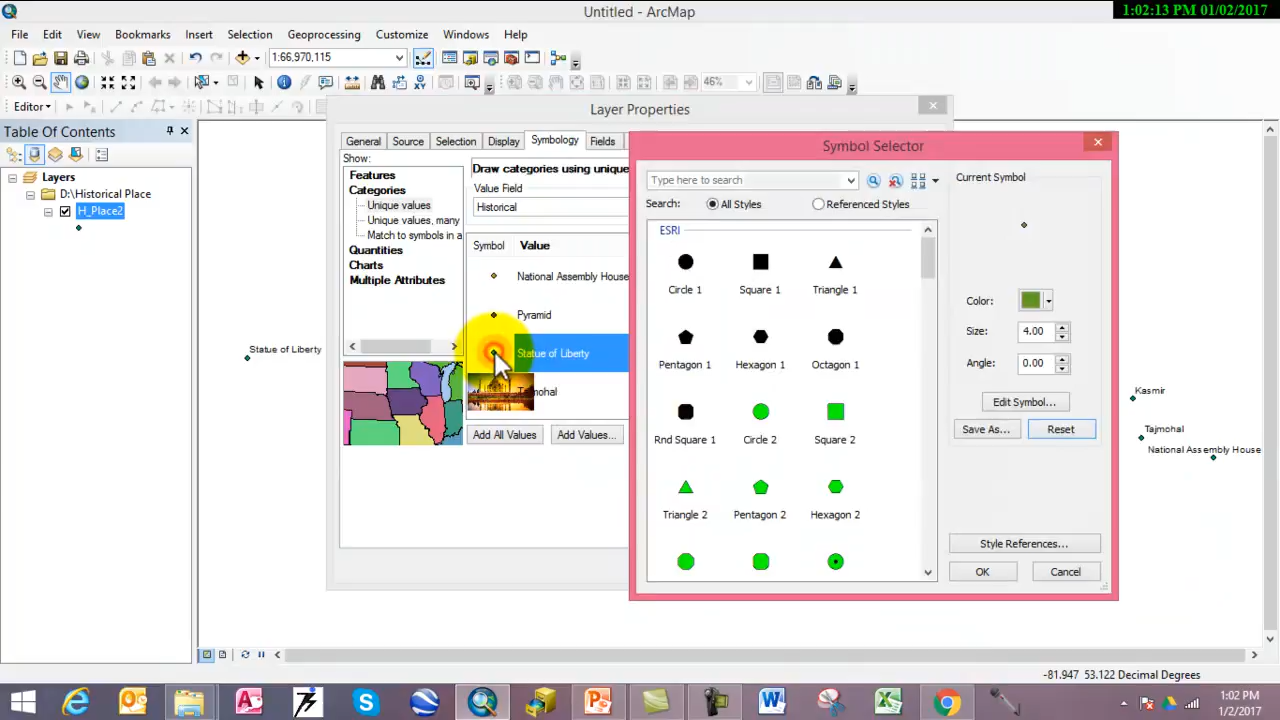 Untitled - ArcMap
1:02:13 PM 01/02/2017
File Edit View Bookmarks Insert Selection Geoprocessing Customize Windows Help
1:66,970,115
46%
Editor
Table Of Contents
Layers
D:\Historical Place
H_Place2
Layer Properties
General Source Selection Display Symbology Fields
Show:
Features
Categories
Unique values
Unique values, many
Match to symbols in a
Quantities
Charts
Multiple Attributes
Draw categories using unique
Value Field
Historical
Symbol Value
National Assembly House
Pyramid
Statue of Liberty
Tajmohal
Add All Values Add Values...
Symbol Selector
Type here to search
Search: All Styles Referenced Styles
ESRI
Circle 1 Square 1 Triangle 1
Pentagon 1 Hexagon 1 Octagon 1
Rnd Square 1 Circle 2 Square 2
Triangle 2 Pentagon 2 Hexagon 2
Current Symbol
Color:
Size: 4.00
Angle: 0.00
Edit Symbol...
Save As... Reset
Style References...
OK Cancel
Statue of Liberty
Kasmir
Tajmohal
National Assembly House
-81.947 53.122 Decimal Degrees
1:02 PM
1/2/2017